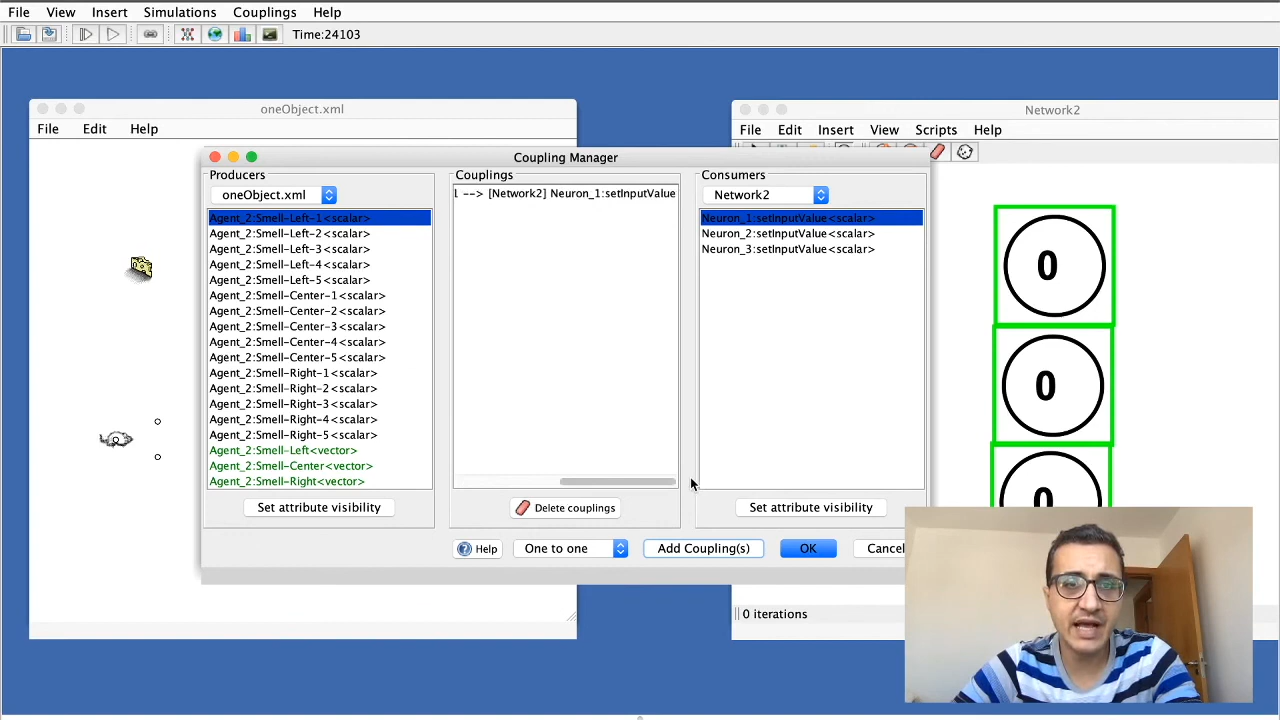 File View Insert Simulations Couplings Help
Time:24103
oneObject.xml
File Edit Help
Network2
File Edit Insert View Scripts Help
Coupling Manager
Producers
oneObject.xml
Agent_2:Smell-Left-1<scalar>
Agent_2:Smell-Left-2<scalar>
Agent_2:Smell-Left-3<scalar>
Agent_2:Smell-Left-4<scalar>
Agent_2:Smell-Left-5<scalar>
Agent_2:Smell-Center-1<scalar>
Agent_2:Smell-Center-2<scalar>
Agent_2:Smell-Center-3<scalar>
Agent_2:Smell-Center-4<scalar>
Agent_2:Smell-Center-5<scalar>
Agent_2:Smell-Right-1<scalar>
Agent_2:Smell-Right-2<scalar>
Agent_2:Smell-Right-3<scalar>
Agent_2:Smell-Right-4<scalar>
Agent_2:Smell-Right-5<scalar>
Agent_2:Smell-Left<vector>
Agent_2:Smell-Center<vector>
Agent_2:Smell-Right<vector>
Set attribute visibility
Couplings
--> [Network2] Neuron_1:setInputValue
Delete couplings
Consumers
Network2
Neuron_1:setInputValue<scalar>
Neuron_2:setInputValue<scalar>
Neuron_3:setInputValue<scalar>
Set attribute visibility
Help One to one Add Coupling(s) OK Cancel
0
0
0
0 iterations